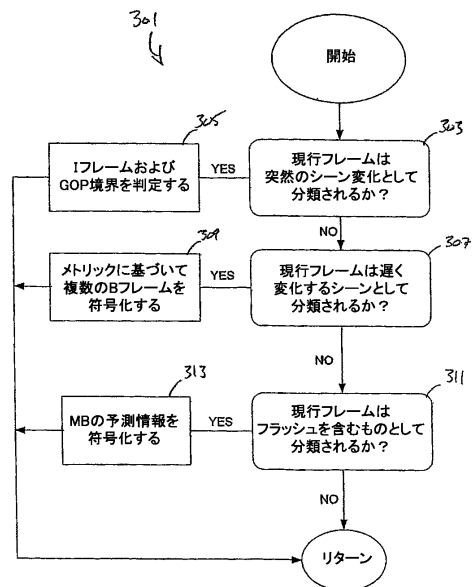 301
開始
305
303
Iフレームおよび
GOP境界を判定する
YES
現行フレームは
突然のシーン変化として
分類されるか?
NO
309
307
メトリックに基づいて
複数のBフレームを
符号化する
YES
現行フレームは遅く
変化するシーンとして
分類されるか?
NO
313
311
MBの予測情報を
符号化する
YES
現行フレームは
フラッシュを含むものとして
分類されるか?
NO
リターン